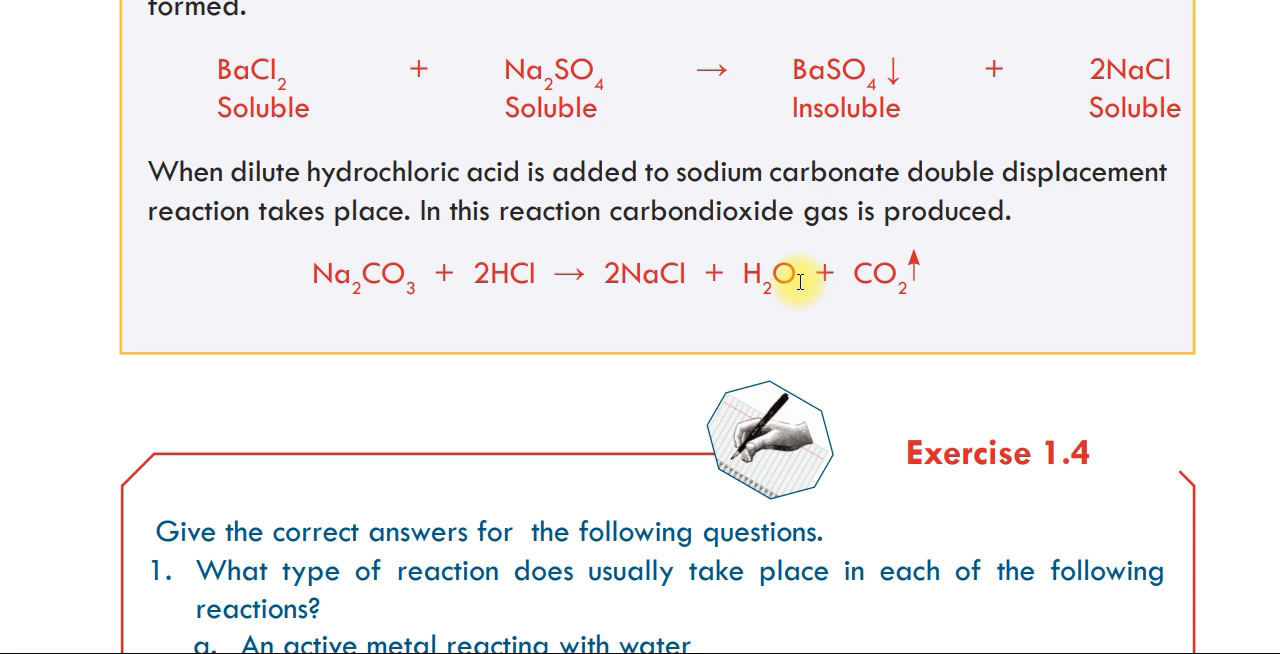 formed.
BaCl₂ + Na₂SO₄ → BaSO₄ ↓ + 2NaCl
Soluble Soluble Insoluble Soluble
When dilute hydrochloric acid is added to sodium carbonate double displacement
reaction takes place. In this reaction carbondioxide gas is produced.
Na₂CO₃ + 2HCl → 2NaCl + H₂O + CO₂↑
Exercise 1.4
Give the correct answers for the following questions.
1. What type of reaction does usually take place in each of the following
reactions?
a. An active metal reacting with water